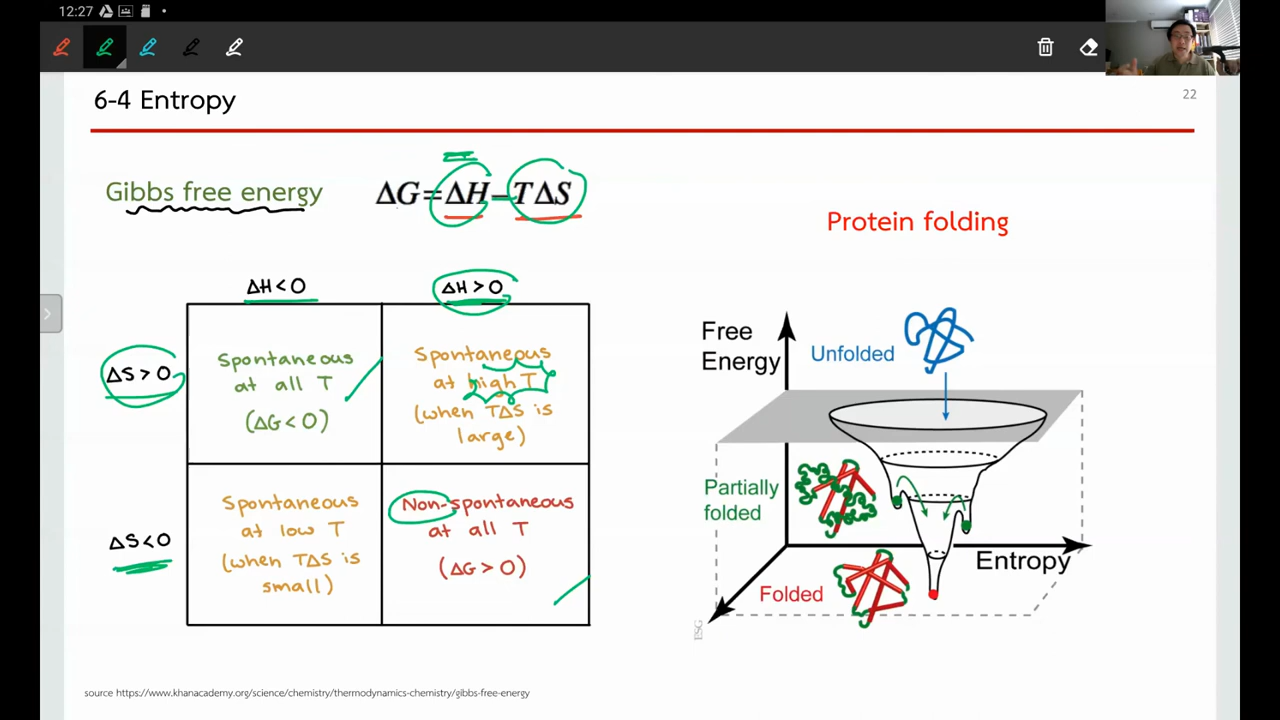 12:27
6-4 Entropy
22
Gibbs free energy
ΔG=ΔH−TΔS
Protein folding
ΔH<0
ΔH>0
ΔS>0
Spontaneous
at all T
(ΔG<0)
Spontaneous
at high T
(when TΔS is
large)
ΔS<0
Spontaneous
at low T
(when TΔS is
small)
Non-spontaneous
at all T
(ΔG>0)
Free
Energy
Unfolded
Partially
folded
Entropy
Folded
ESG
source https://www.khanacademy.org/science/chemistry/thermodynamics-chemistry/gibbs-free-energy